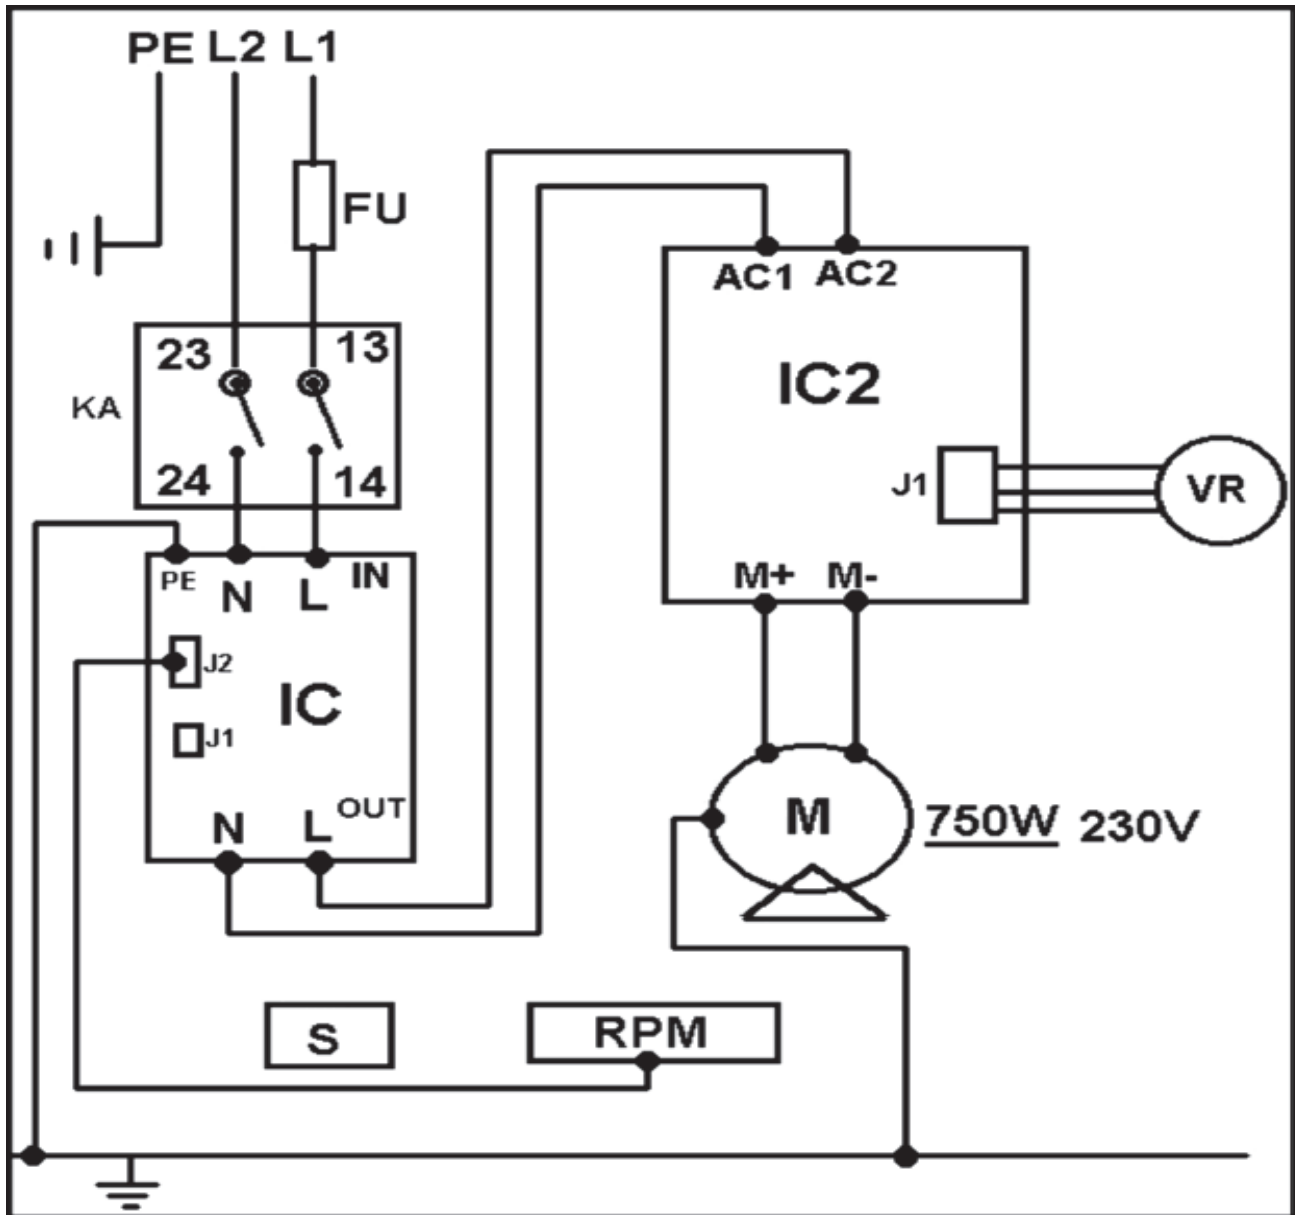 PE L2 L1
FU
23 13
KA
24 14
PE N L IN
J2
IC
J1
N L OUT
AC1 AC2
IC2
J1 VR
M+ M-
M 750W 230V
S RPM